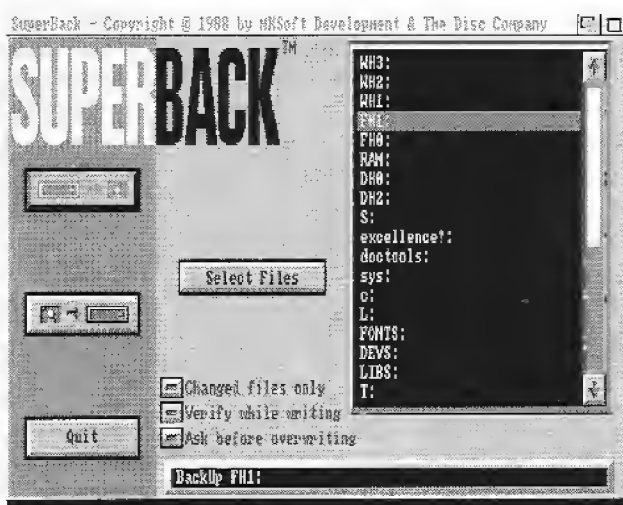 SuperBack - Copyright © 1988 by MKSoft Development & The Disc Company
SUPERBACK™
WH3:
WH2:
WH1:
FH1:
FH0:
RAM:
DH0:
DH2:
S:
excellence!:
doctools:
sys:
c:
L:
FONTS:
DEVS:
LIBS:
T:
Select Files
Changed files only
Verify while writing
Ask before overwriting
Quit
BackUp FH1: